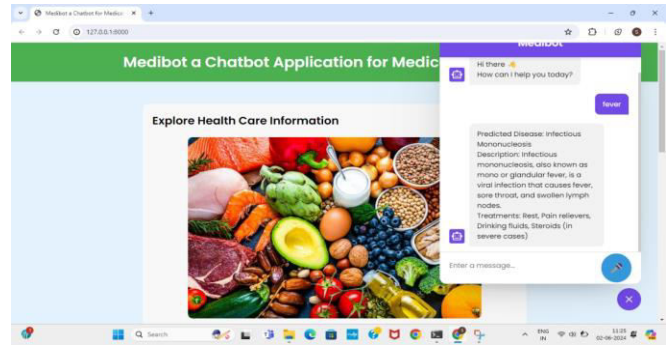 Medibot a Chatbot for Medica
127.0.0.1:5000
Medibot a Chatbot Application for Medic
Explore Health Care Information
Medibot
Hi there 👋
How can I help you today?
fever
Predicted Disease: Infectious
Mononucleosis
Description: Infectious
mononucleosis, also known as
mono or glandular fever, is a
viral infection that causes fever,
sore throat, and swollen lymph
nodes.
Treatments: Rest, Pain relievers,
Drinking fluids, Steroids (in
severe cases)
Enter a message...
Search
ENG
IN
11:25
02-06-2024